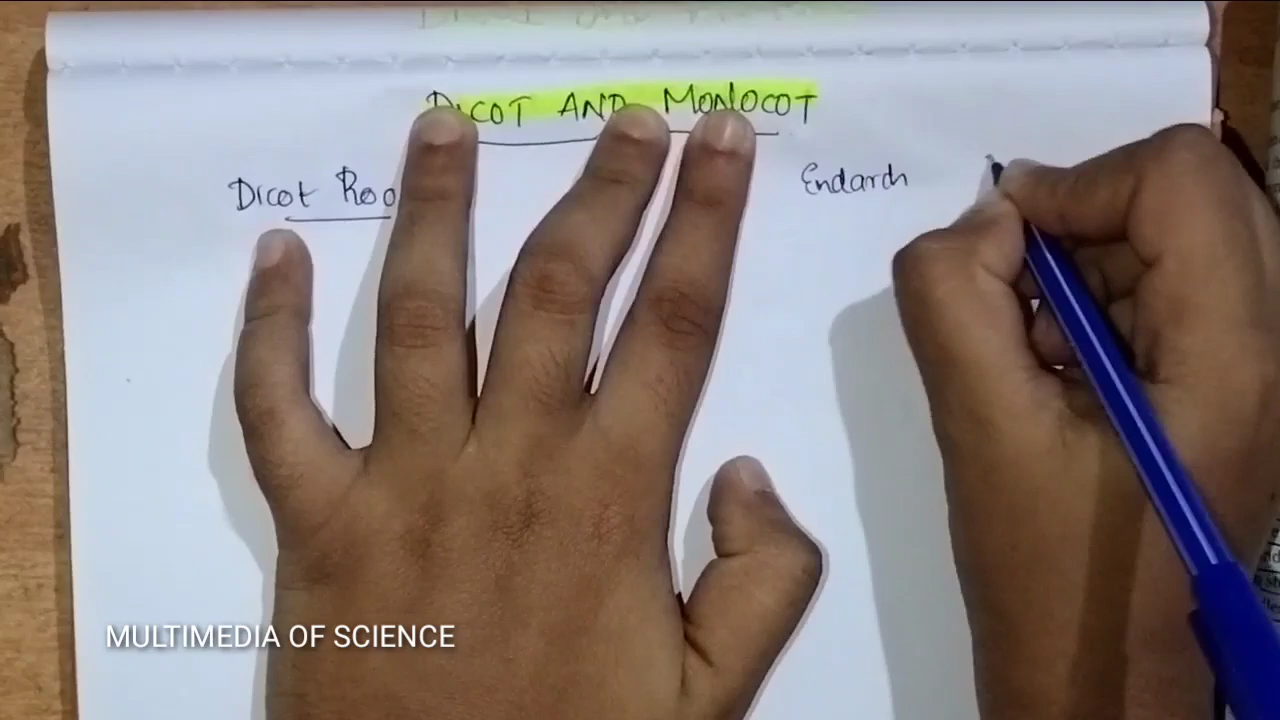 DICOT AND MONOCOT
Dicot Roo
Endarch
MULTIMEDIA OF SCIENCE